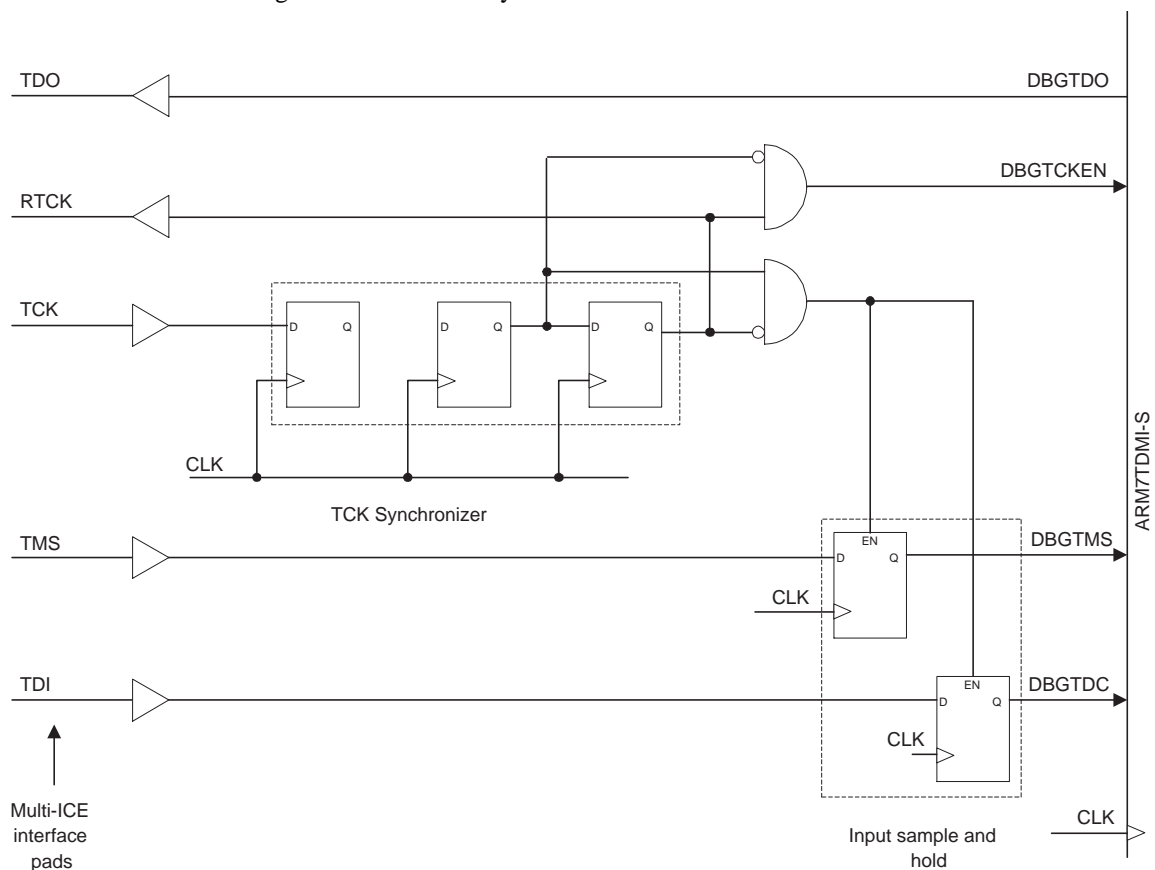 TDO
DBGTDO
DBGTCKEN
RTCK
TCK
D Q
D Q
D Q
CLK
TCK Synchronizer
ARM7TDMI-S
TMS
EN
D Q
DBGTMS
CLK
TDI
EN
D Q
DBGTDC
CLK
Multi-ICE
interface
pads
Input sample and
hold
CLK